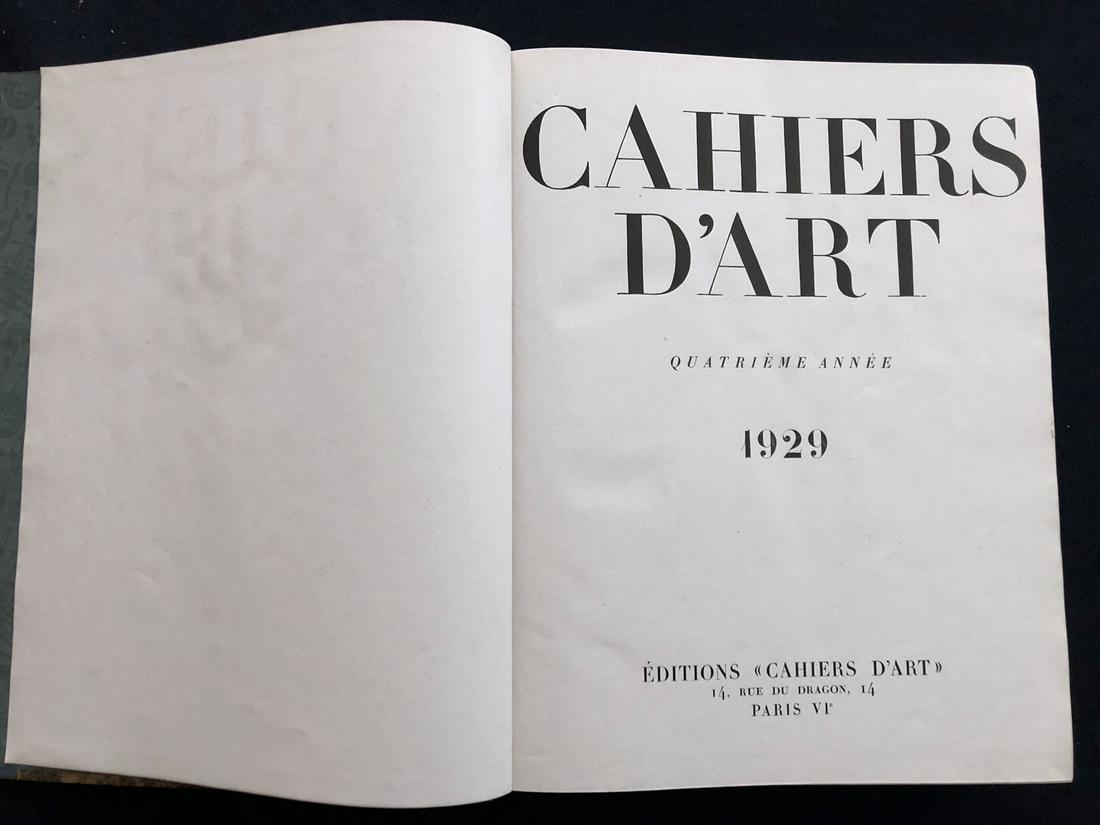 CAHIERS
D'ART
QUATRIÈME ANNÉE
1929
ÉDITIONS «CAHIERS D'ART»
14, RUE DU DRAGON, 14
PARIS VIᵉ